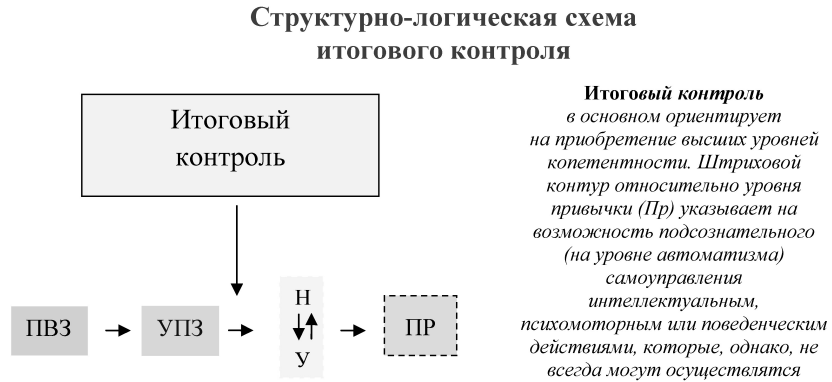 Структурно-логическая схема
итогового контроля
Итоговый
контроль
ПВЗ
УПЗ
Н
У
ПР
Итоговый контроль
в основном ориентирует
на приобретение высших уровней
копетентности. Штриховой
контур относительно уровня
привычки (Пр) указывает на
возможность подсознательного
(на уровне автоматизма)
самоуправления
интеллектуальным,
психомоторным или поведенческим
действиями, которые, однако, не
всегда могут осуществлятся